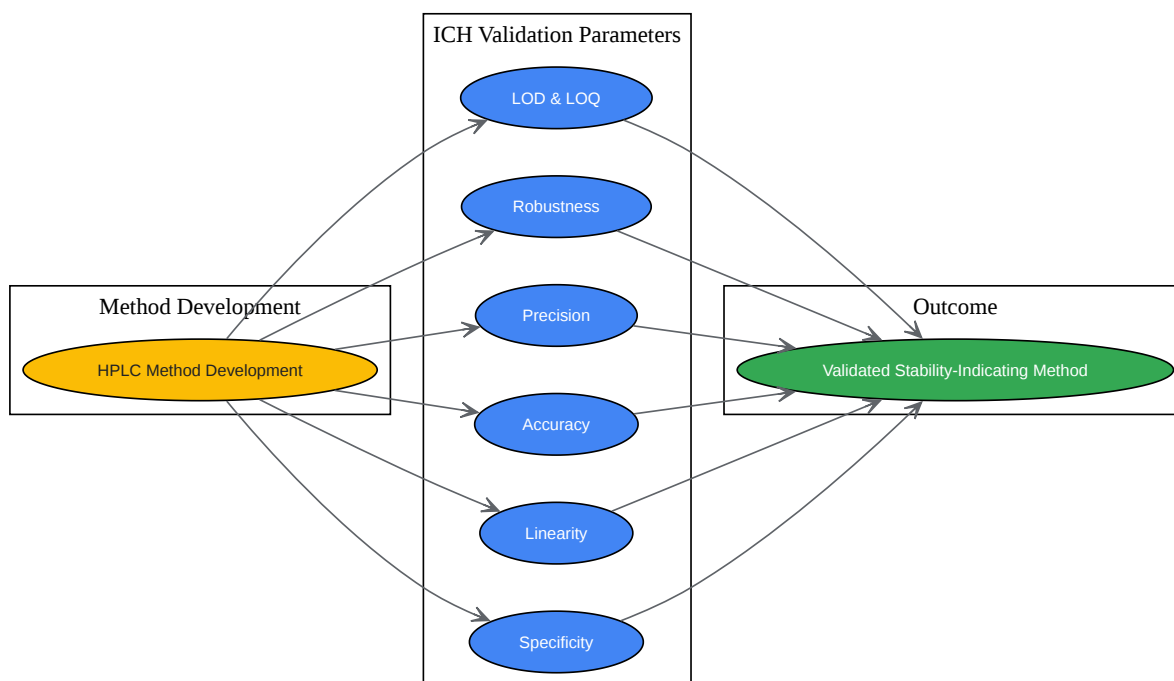 ICH Validation Parameters
LOD & LOQ
Robustness
Method Development
HPLC Method Development
Precision
Accuracy
Linearity
Specificity
Outcome
Validated Stability-Indicating Method